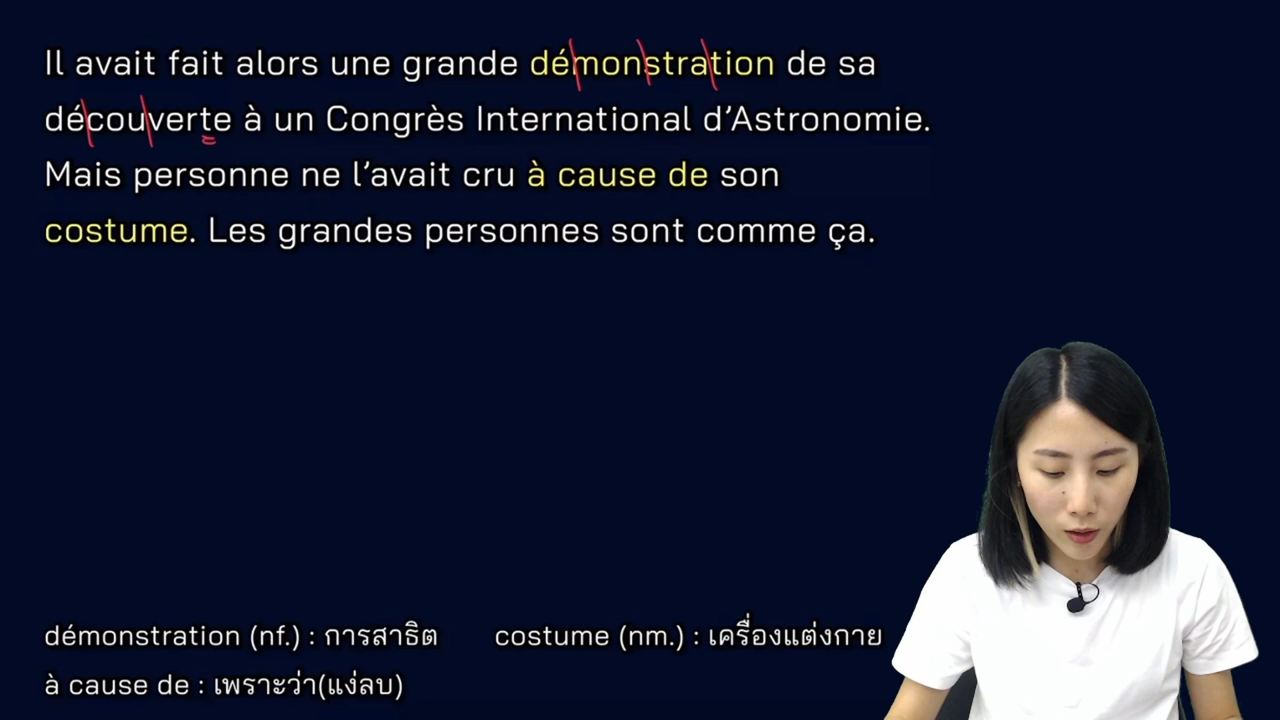 Il avait fait alors une grande démonstration de sa
découverte à un Congrès International d’Astronomie.
Mais personne ne l’avait cru à cause de son
costume. Les grandes personnes sont comme ça.
démonstration (nf.) : การสาธิต
costume (nm.) : เครื่องแต่งกาย
à cause de : เพราะว่า(แง่ลบ)